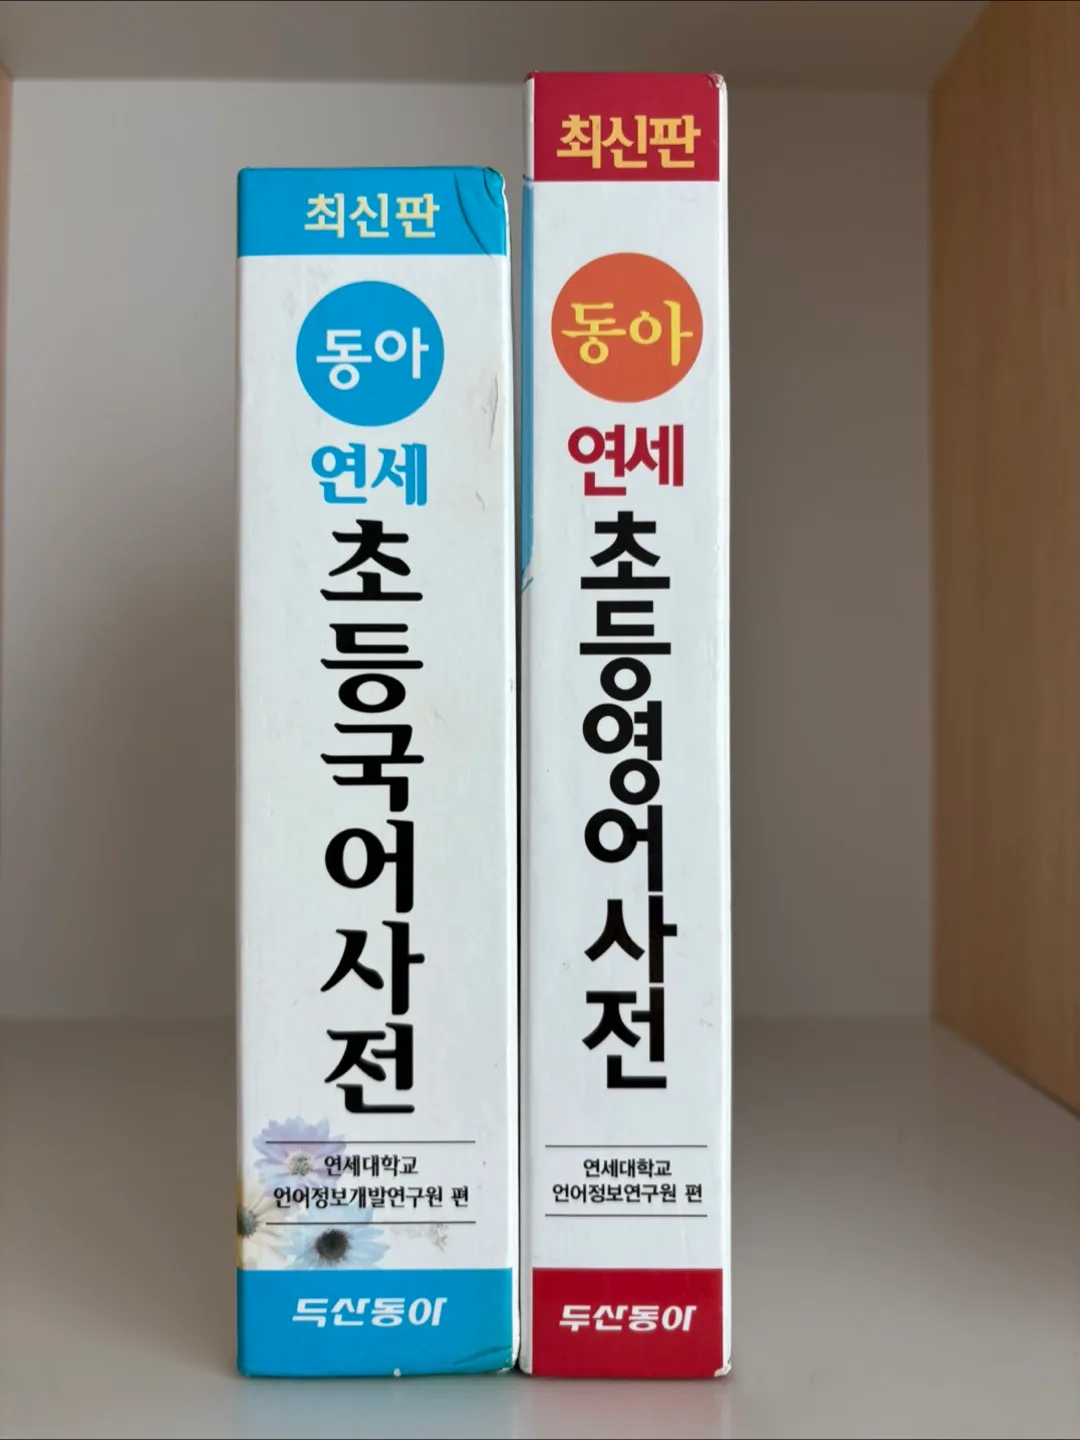 최신판
동아
연세
초등국어사전
연세대학교
언어정보개발연구원 편
두산동아
최신판
동아
연세
초등영어사전
연세대학교
언어정보연구원 편
두산동아